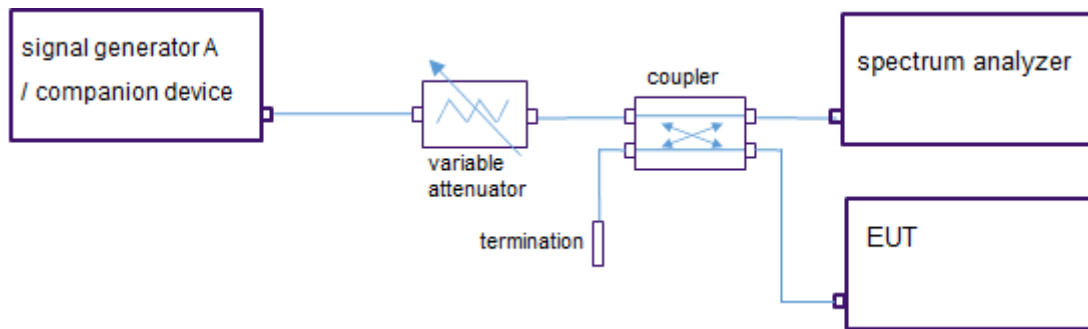 signal generator A
/ companion device
coupler
spectrum analyzer
variable
attenuator
termination
EUT